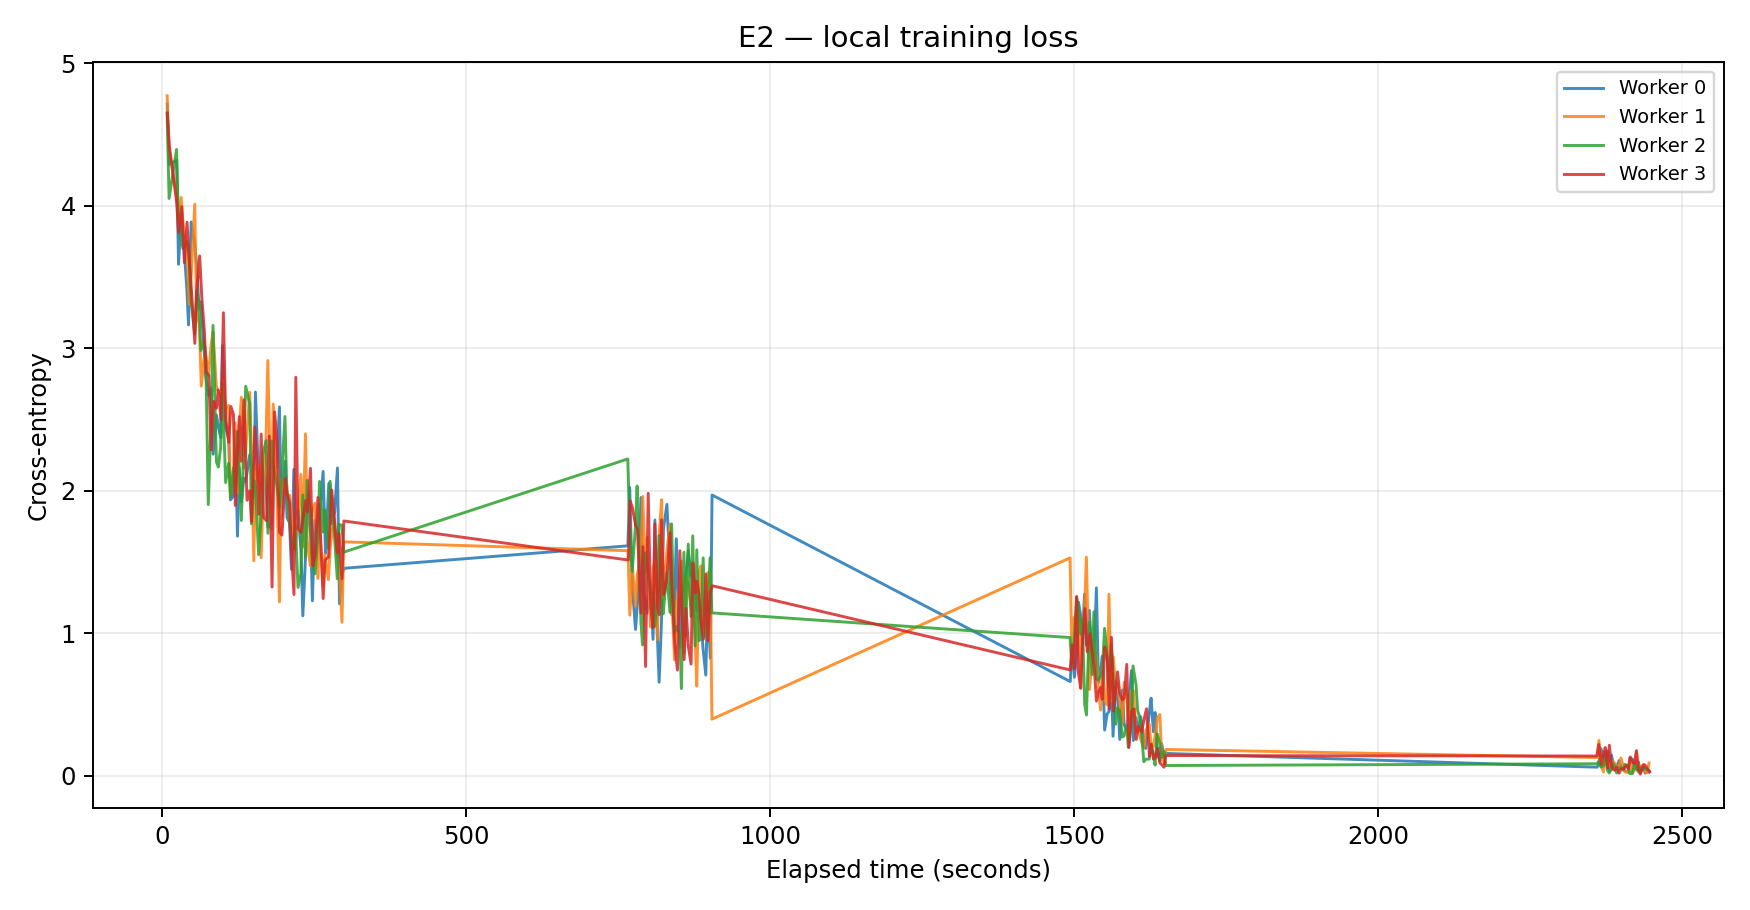 E2 — local training loss
5
4
3
2
1
0
Cross-entropy
Worker 0
Worker 1
Worker 2
Worker 3
0 500 1000 1500 2000 2500
Elapsed time (seconds)